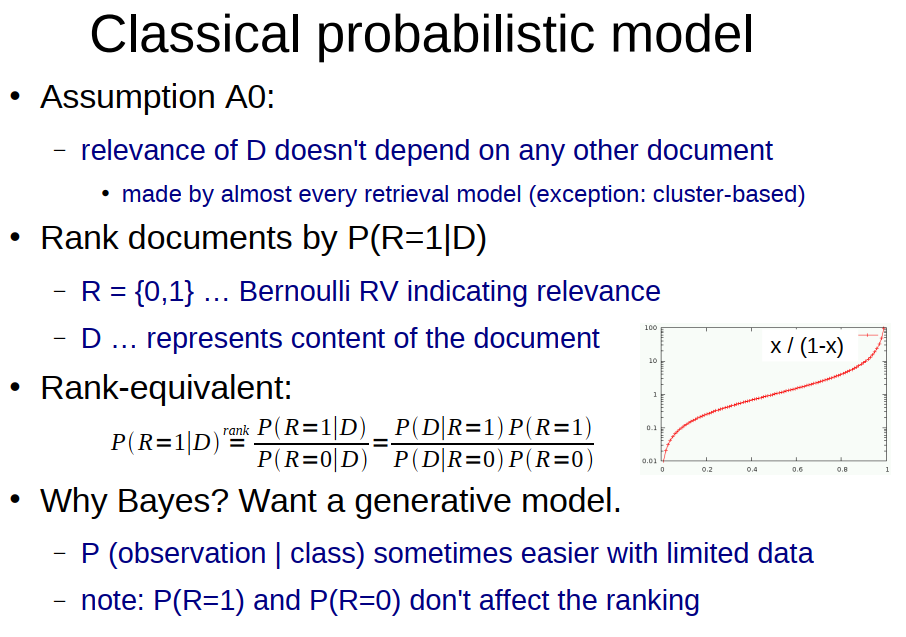 Classical probabilistic model
• Assumption A0:
– relevance of D doesn't depend on any other document
• made by almost every retrieval model (exception: cluster-based)
• Rank documents by P(R=1|D)
– R = {0,1} … Bernoulli RV indicating relevance
– D … represents content of the document
• Rank-equivalent:
P(R=1|D) rank = P(R=1|D) / P(R=0|D) = P(D|R=1)P(R=1) / P(D|R=0)P(R=0)
x / (1-x)
100
10
1
0.1
0.01
0 0.2 0.4 0.6 0.8 1
• Why Bayes? Want a generative model.
– P (observation | class) sometimes easier with limited data
– note: P(R=1) and P(R=0) don't affect the ranking